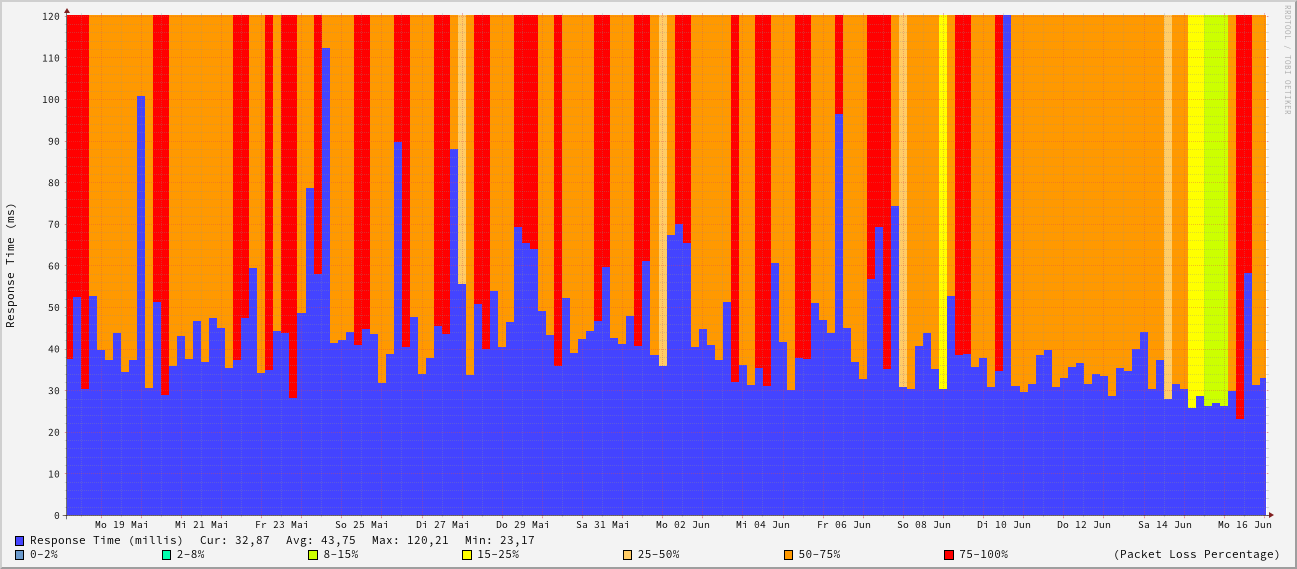 120
110
100
90
80
70
60
50
40
30
20
10
0
Response Time (ms)
RRDTOOL / TOBI OETIKER
Mo 19 Mai Mi 21 Mai Fr 23 Mai So 25 Mai Di 27 Mai Do 29 Mai Sa 31 Mai Mo 02 Jun Mi 04 Jun Fr 06 Jun So 08 Jun Di 10 Jun Do 12 Jun Sa 14 Jun Mo 16 Jun
Response Time (millis) Cur: 32,87 Avg: 43,75 Max: 120,21 Min: 23,17
0-2% 2-8% 8-15% 15-25% 25-50% 50-75% 75-100% (Packet Loss Percentage)